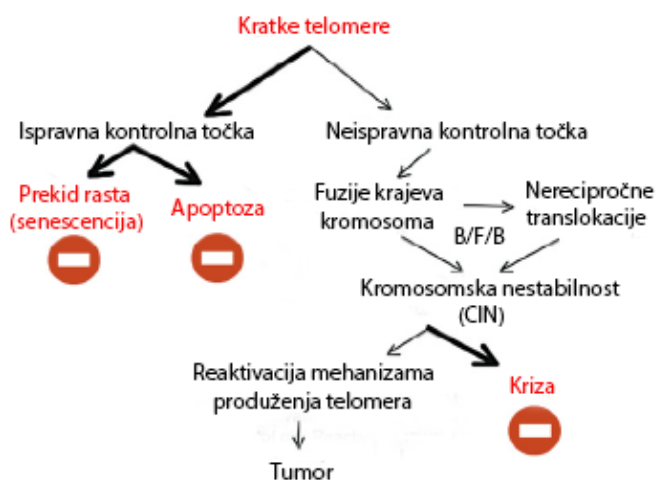 Kratke telomere
Ispravna kontrolna točka
Neispravna kontrolna točka
Prekid rasta
(senescencija)
Apoptoza
Fuzije krajeva
kromosoma
Nerecipročne
translokacije
B/F/B
Kromosomska nestabilnost
(CIN)
Reaktivacija mehanizama
produženja telomera
Kriza
Tumor